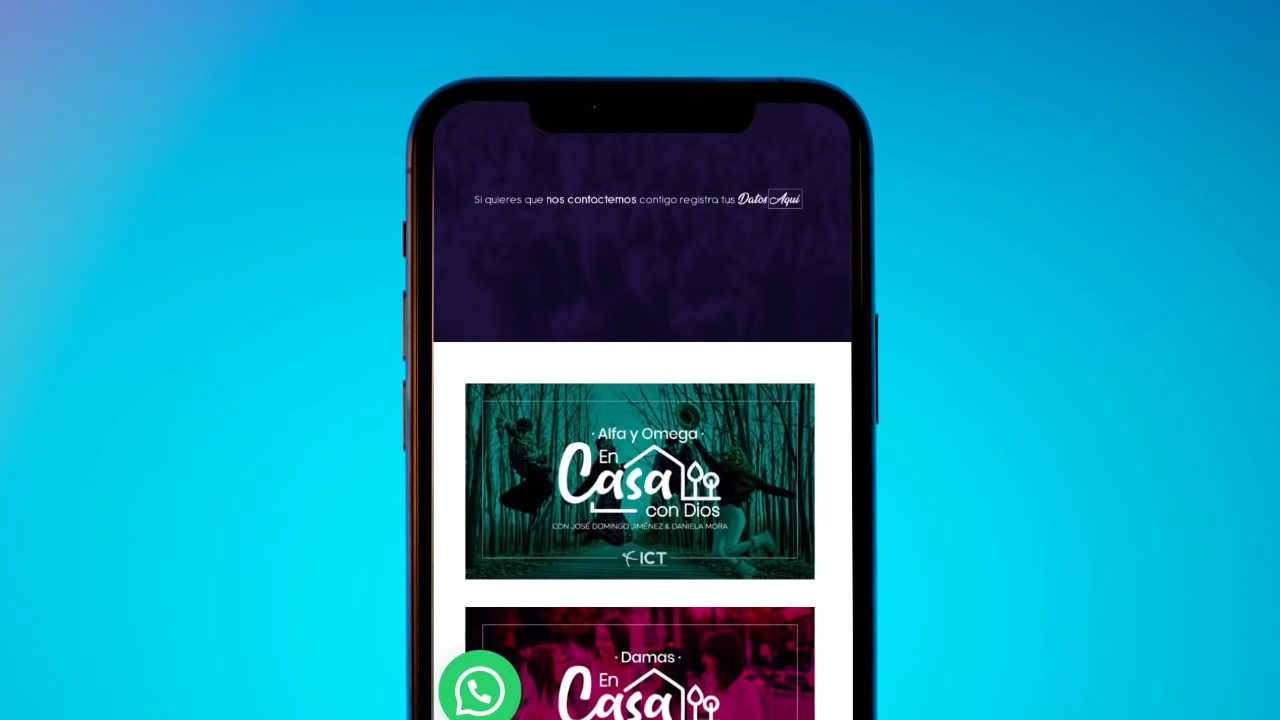 Si quieres que nos contactemos contigo registra tus Datos Aquí
· Alfa y Omega ·
En
Casa
con Dios
CON JOSÉ DOMINGO JIMÉNEZ & DANIELA MORA
ICT
· Damas ·
En
Casa